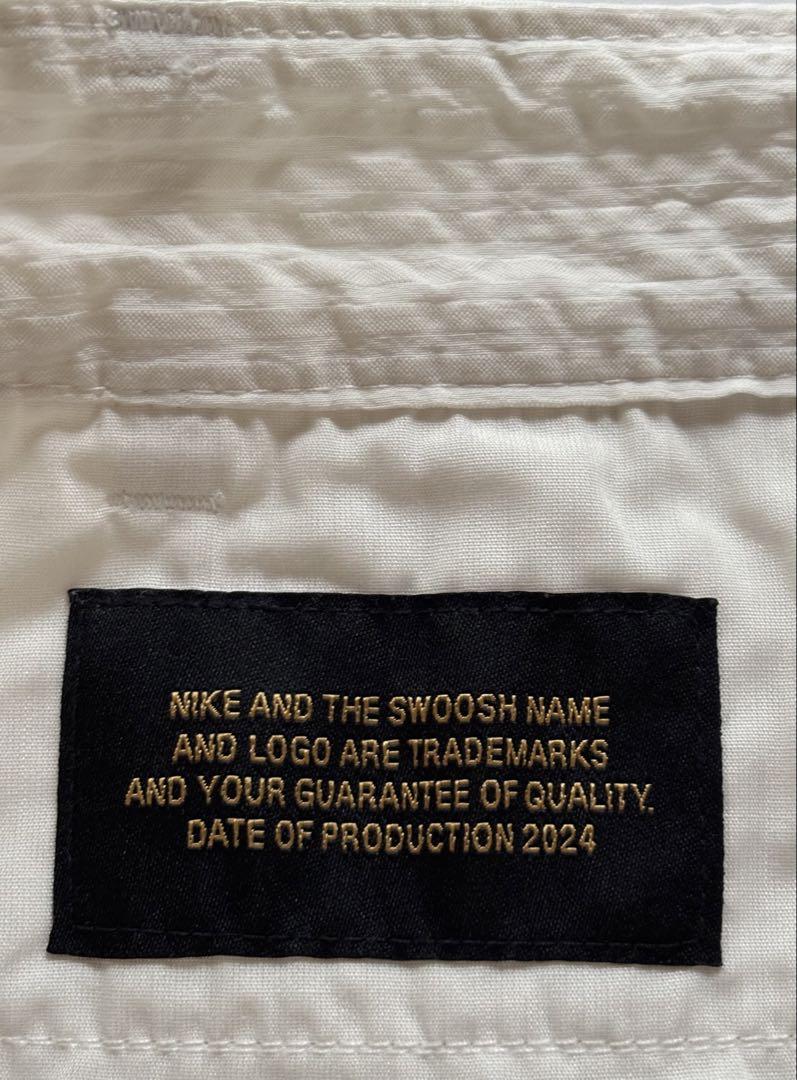 NIKE AND THE SWOOSH NAME
AND LOGO ARE TRADEMARKS
AND YOUR GUARANTEE OF QUALITY.
DATE OF PRODUCTION 2024